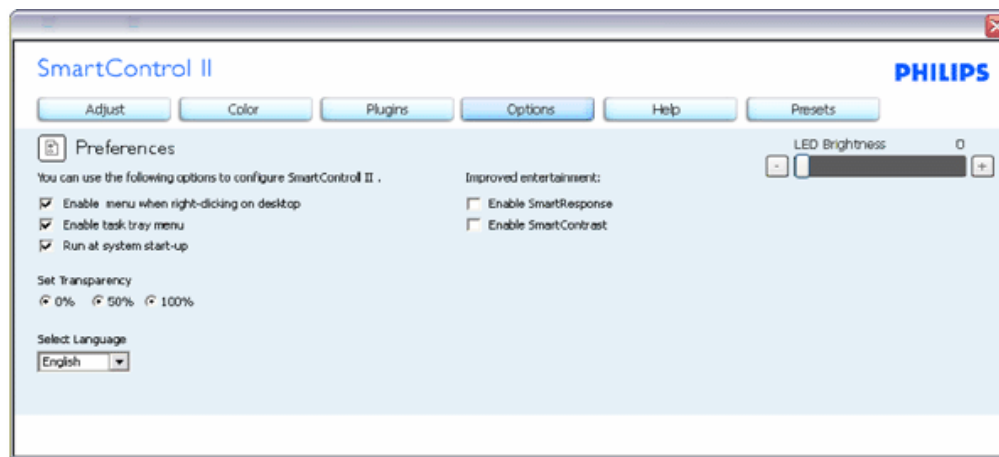 SmartControl II
PHILIPS
Adjust Color Plugins Options Help Presets
Preferences
LED Brightness 0
- +
You can use the following options to configure SmartControl II .
Improved entertainment:
Enable menu when right-clicking on desktop
Enable SmartResponse
Enable task tray menu
Enable SmartContrast
Run at system start-up
Set Transparency
0% 50% 100%
Select Language
English